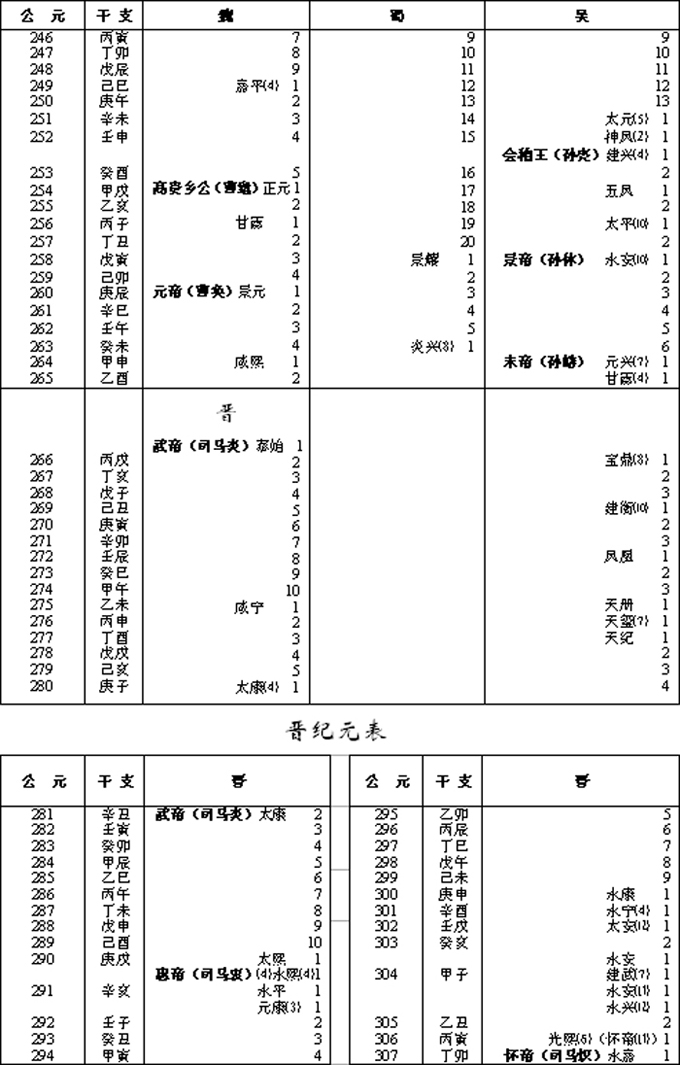 公 元 干 支 魏 蜀 吴
246 丙寅 7 9 9
247 丁卯 8 10 10
248 戊辰 9 11 11
249 己巳 嘉平(4) 1 12 12
250 庚午 2 13 13
251 辛未 3 14 太元(5) 1
252 壬申 4 15 神凤(2) 1
会稽王（孙亮）建兴(4) 1
253 癸酉 5 16 2
254 甲戌 高贵乡公（曹髦）正元 1 17 五凤 1
255 乙亥 2 18 2
256 丙子 甘露 1 19 太平(10) 1
257 丁丑 2 20 2
258 戊寅 3 景耀 1 景帝（孙休） 永安(10) 1
259 己卯 4 2 2
260 庚辰 元帝（曹奂）景元 1 3 3
261 辛巳 2 4 4
262 壬午 3 5 5
263 癸未 4 炎兴(8) 1 6
264 甲申 咸熙 1 末帝（孙皓） 元兴(7) 1
265 乙酉 2 甘露(4) 1
晋
武帝（司马炎）泰始 1
266 丙戌 2 宝鼎(8) 1
267 丁亥 3 2
268 戊子 4 3
269 己丑 5 建衡(10) 1
270 庚寅 6 2
271 辛卯 7 3
272 壬辰 8 凤凰 1
273 癸巳 9 2
274 甲午 10 3
275 乙未 咸宁 1 天册 1
276 丙申 2 天玺(7) 1
277 丁酉 3 天纪 1
278 戊戌 4 2
279 己亥 5 3
280 庚子 太康(4) 1 4
晋纪元表
公 元 干 支 晋
281 辛丑 武帝（司马炎）太康 2
282 壬寅 3
283 癸卯 4
284 甲辰 5
285 乙巳 6
286 丙午 7
287 丁未 8
288 戊申 9
289 己酉 10
290 庚戌 太熙 1
惠帝（司马衷）(4)永熙(4)1
291 辛亥 永平 1
元康(3) 1
292 壬子 2
293 癸丑 3
294 甲寅 4
公 元 干 支 晋
295 乙卯 5
296 丙辰 6
297 丁巳 7
298 戊午 8
299 己未 9
300 庚申 永康 1
301 辛酉 永宁(4) 1
302 壬戌 太安(12) 1
303 癸亥 2
永安 1
304 甲子 建武(7) 1
永安(11) 1
永兴(12) 1
305 乙丑 2
306 丙寅 光熙(6)（怀帝(11)）1
307 丁卯 怀帝（司马炽）永嘉 1